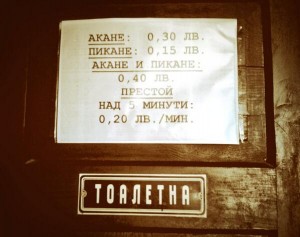 АКАНЕ: 0,30 ЛВ.
ПИКАНЕ: 0,15 ЛВ.
АКАНЕ И ПИКАНЕ:
0,40 ЛВ.
ПРЕСТОЙ
НАД 5 МИНУТИ:
0,20 ЛВ./МИН.
ТОАЛЕТНА